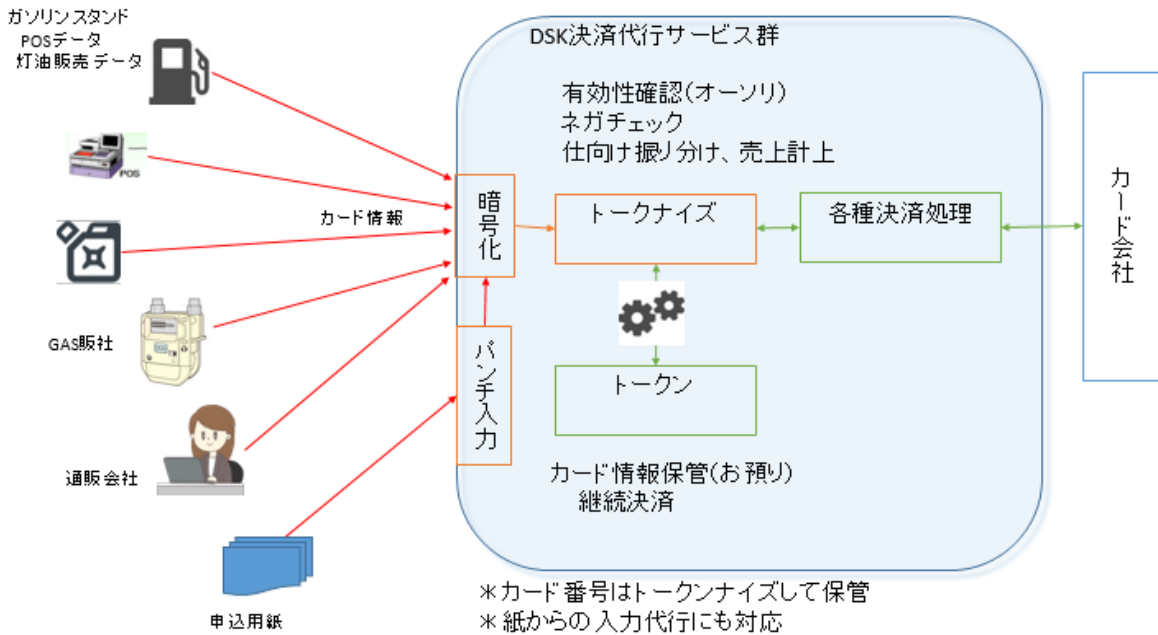 ガソリンスタンド
POSデータ
灯油販売データ
DSK決済代行サービス群
有効性確認(オーソリ)
ネガチェック
仕向け振り分け、売上計上
POS
カード情報
暗号化
トークナイズ
各種決済処理
カード会社
GAS販社
パンチ入力
トークン
通販会社
カード情報保管(お預り)
継続決済
申込用紙
＊カード番号はトークンナイズして保管
＊紙からの入力代行にも対応